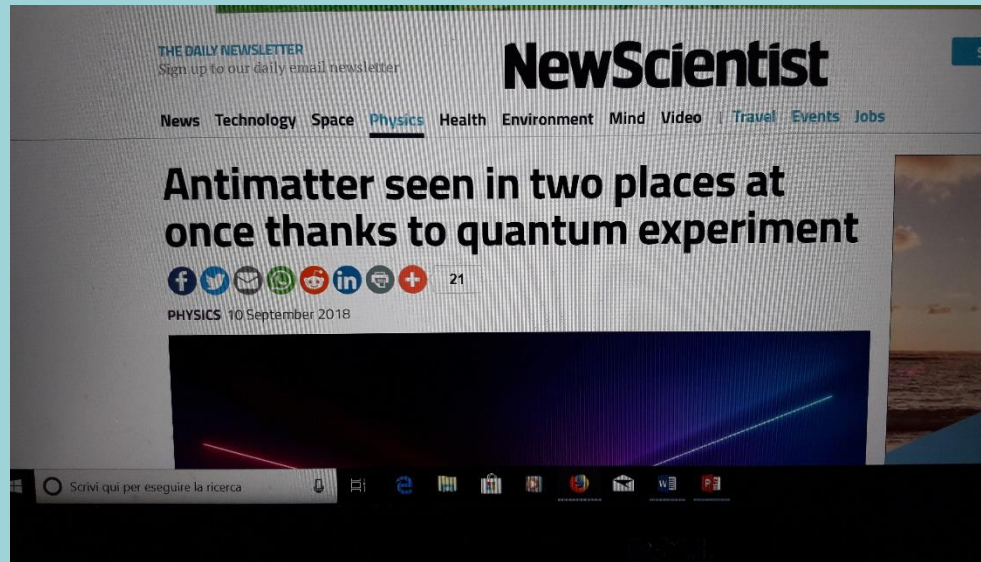 THE DAILY NEWSLETTER
Sign up to our daily email newsletter
NewScientist
News Technology Space Physics Health Environment Mind Video | Travel Events Jobs
Antimatter seen in two places at
once thanks to quantum experiment
21
PHYSICS 10 September 2018
Scrivi qui per eseguire la ricerca